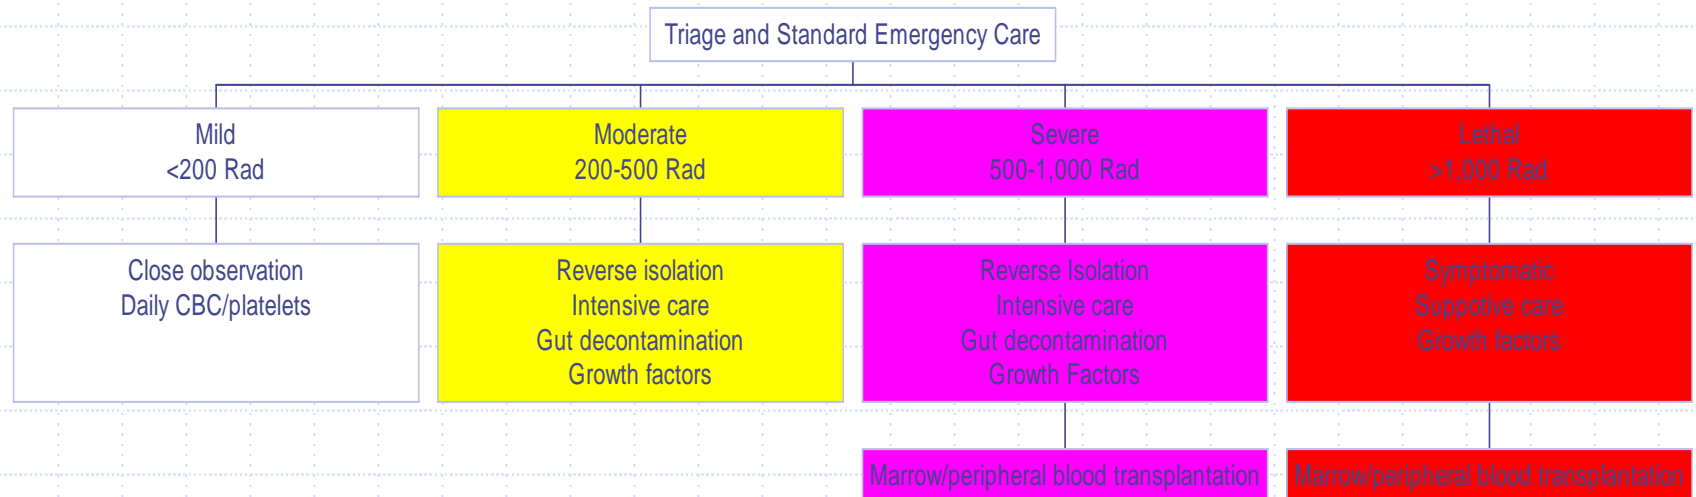 Triage and Standard Emergency Care
Mild
<200 Rad
Moderate
200-500 Rad
Severe
500-1,000 Rad
Lethal
>1,000 Rad
Close observation
Daily CBC/platelets
Reverse isolation
Intensive care
Gut decontamination
Growth factors
Reverse Isolation
Intensive care
Gut decontamination
Growth Factors
Symptomatic
Suppotive care
Growth factors
Marrow/peripheral blood transplantation
Marrow/peripheral blood transplantation